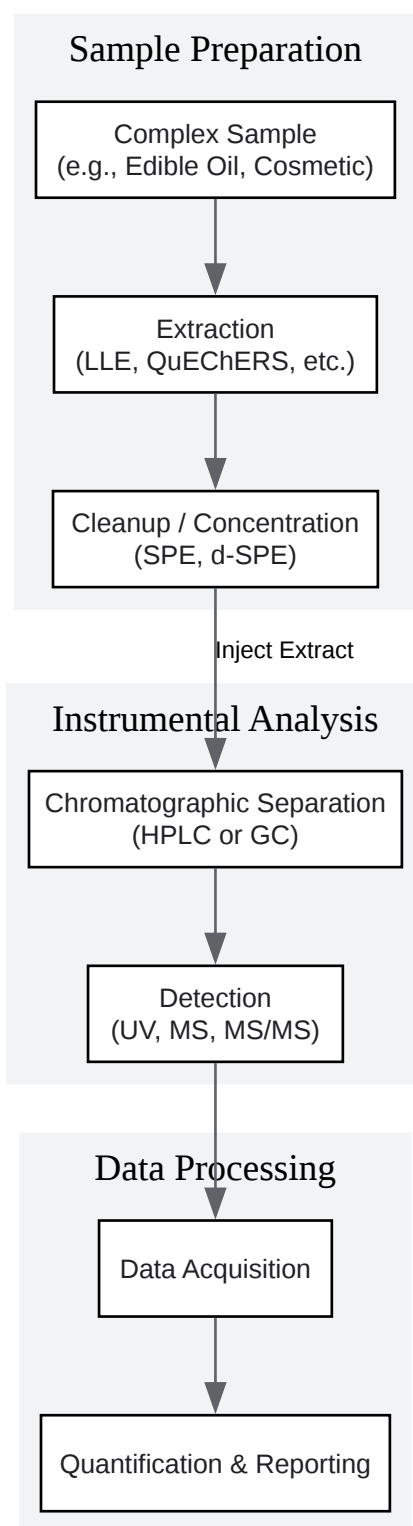 Sample Preparation
Complex Sample
(e.g., Edible Oil, Cosmetic)
Extraction
(LLE, QuEChERS, etc.)
Cleanup / Concentration
(SPE, d-SPE)
Inject Extract
Instrumental Analysis
Chromatographic Separation
(HPLC or GC)
Detection
(UV, MS, MS/MS)
Data Processing
Data Acquisition
Quantification & Reporting